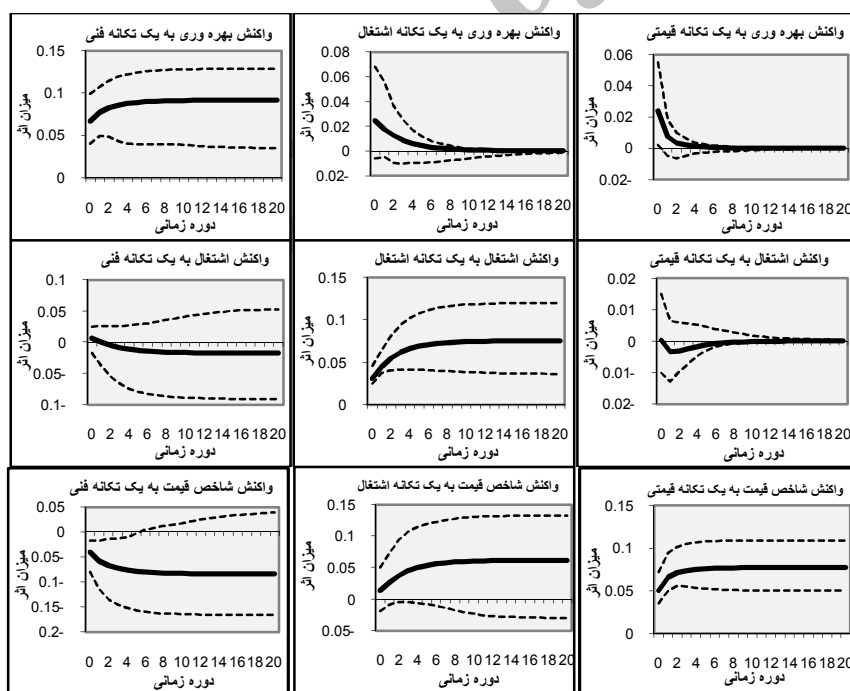 واکنش بهره وری به یک تکانه فنی
0.15
0.1
0.05
0
میزان اثر
0 2 4 6 8 10 12 14 16 18 20
دوره زمانی
واکنش بهره وری به یک تکانه اشتغال
0.08
0.06
0.04
0.02
0
0.02-
میزان اثر
0 2 4 6 8 10 12 14 16 18 20
دوره زمانی
واکنش بهره وری به یک تکانه قیمتی
0.06
0.04
0.02
0
0.02-
میزان اثر
0 2 4 6 8 10 12 14 16 18 20
دوره زمانی
واکنش اشتغال به یک تکانه فنی
0.1
0.05
0
0.05-
0.1-
میزان اثر
0 2 4 6 8 10 12 14 16 18 20
دوره زمانی
واکنش اشتغال به یک تکانه اشتغال
0.15
0.1
0.05
0
میزان اثر
0 2 4 6 8 10 12 14 16 18 20
دوره زمانی
واکنش اشتغال به یک تکانه قیمتی
0.02
0.01
0
0.01-
0.02-
میزان اثر
0 2 4 6 8 10 12 14 16 18 20
دوره زمانی
واکنش شاخص قیمت به یک تکانه فنی
0.05
0
0.05-
0.1-
0.15-
0.2-
میزان اثر
0 2 4 6 8 10 12 14 16 18 20
دوره زمانی
واکنش شاخص قیمت به یک تکانه اشتغال
0.15
0.1
0.05
0
0.05-
میزان اثر
0 2 4 6 8 10 12 14 16 18 20
دوره زمانی
واکنش شاخص قیمت به یک تکانه قیمتی
0.15
0.1
0.05
0
میزان اثر
0 2 4 6 8 10 12 14 16 18 20
دوره زمانی